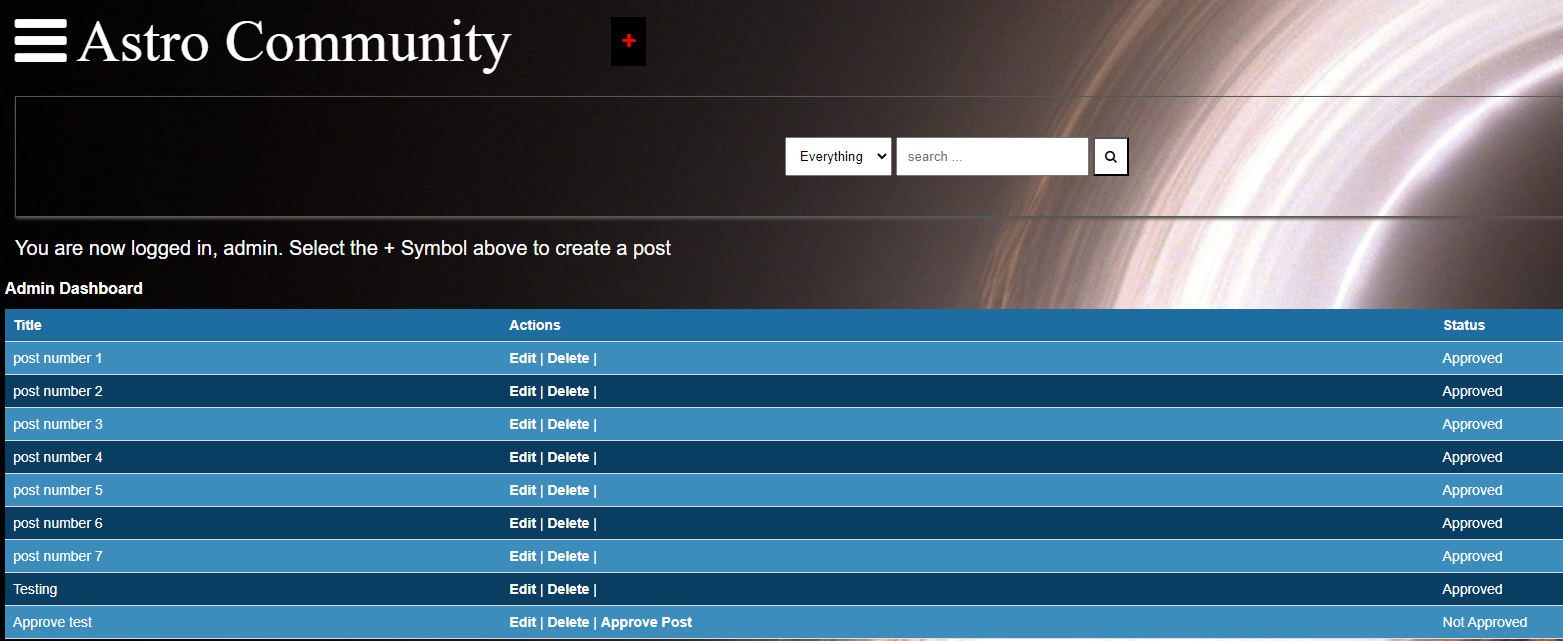 Astro Community +
Everything search ...
You are now logged in, admin. Select the + Symbol above to create a post
Admin Dashboard
Title Actions Status
post number 1 Edit | Delete | Approved
post number 2 Edit | Delete | Approved
post number 3 Edit | Delete | Approved
post number 4 Edit | Delete | Approved
post number 5 Edit | Delete | Approved
post number 6 Edit | Delete | Approved
post number 7 Edit | Delete | Approved
Testing Edit | Delete | Approved
Approve test Edit | Delete | Approve Post Not Approved